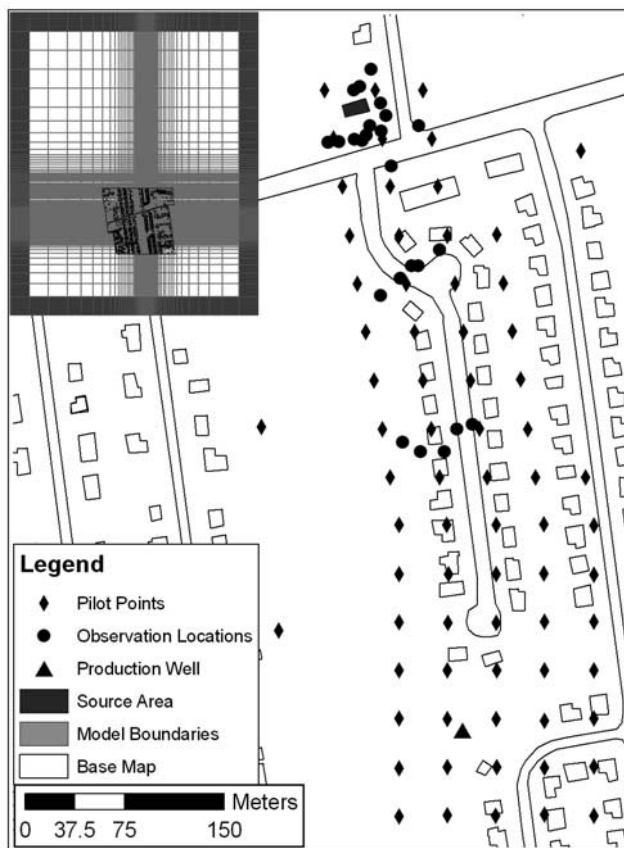 Legend
Pilot Points
Observation Locations
Production Well
Source Area
Model Boundaries
Base Map
Meters
0 37.5 75 150